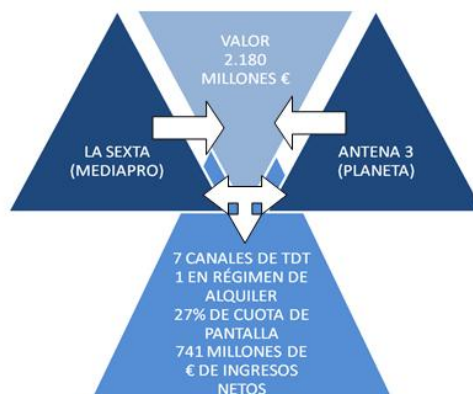 VALOR
2.180
MILLONES €
LA SEXTA
(MEDIAPRO)
ANTENA 3
(PLANETA)
7 CANALES DE TDT
1 EN RÉGIMEN DE
ALQUILER
27% DE CUOTA DE
PANTALLA
741 MILLONES DE
€ DE INGRESOS
NETOS